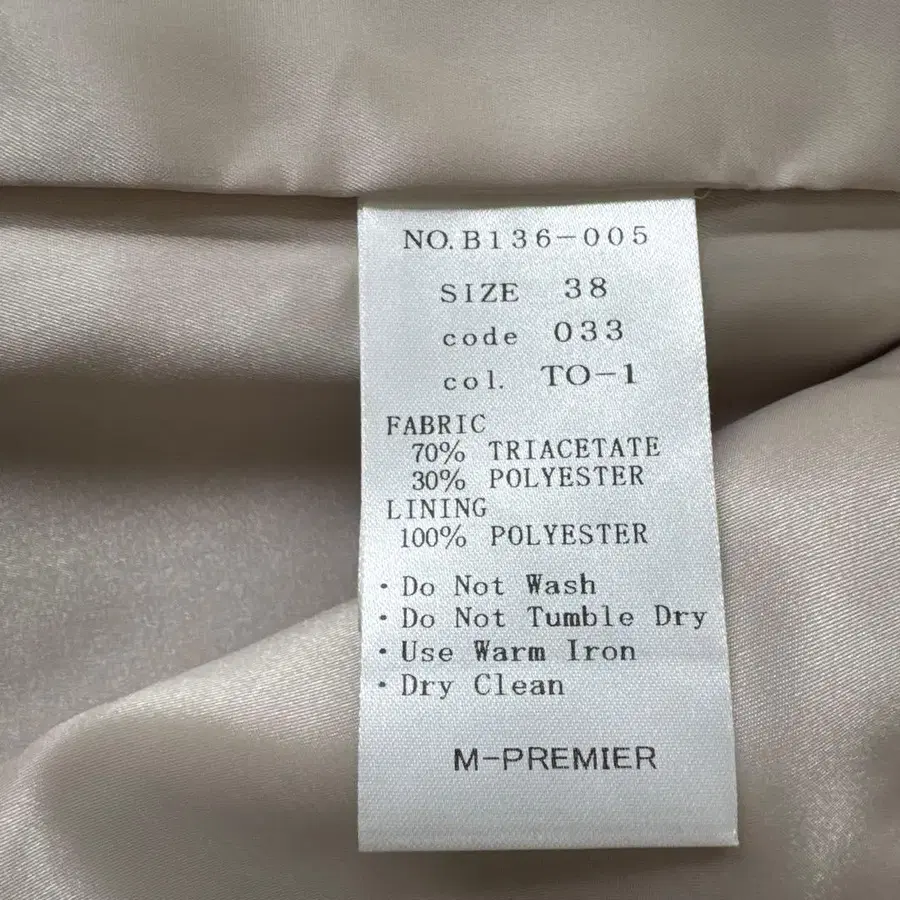 NO.B136-005
SIZE 38
code 033
col. TO-1
FABRIC
70% TRIACETATE
30% POLYESTER
LINING
100% POLYESTER
・Do Not Wash
・Do Not Tumble Dry
・Use Warm Iron
・Dry Clean
M-PREMIER